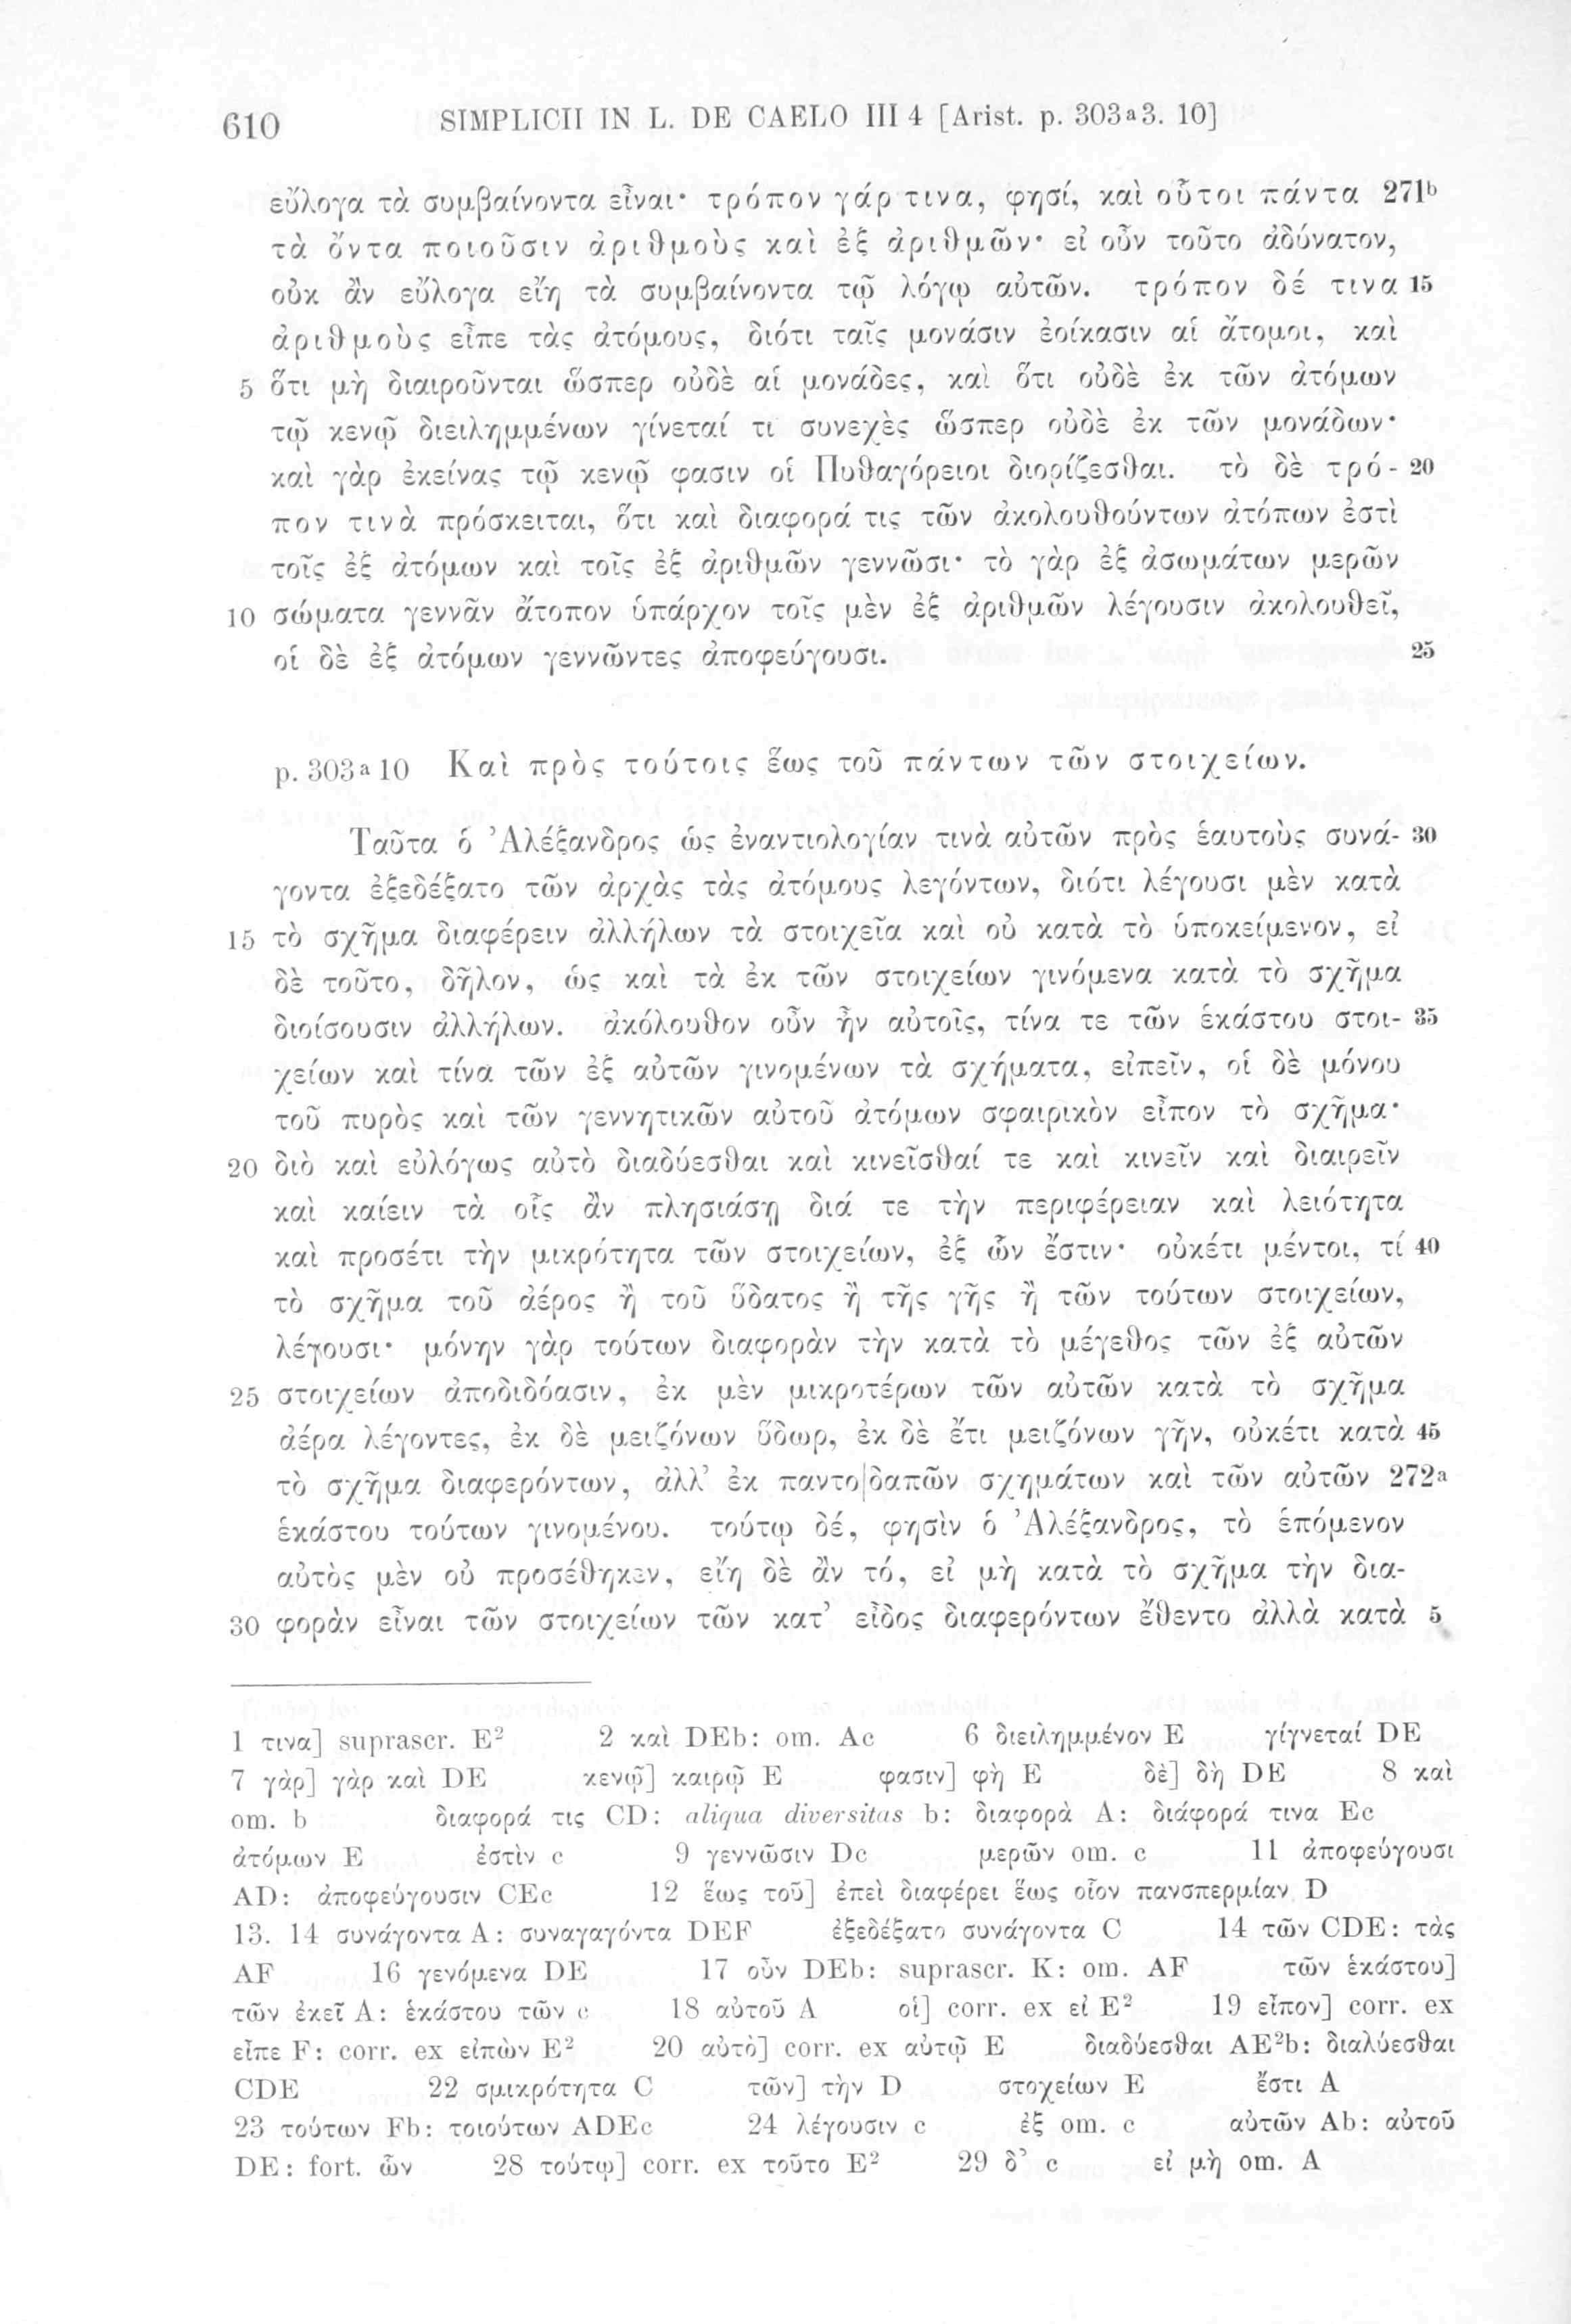 610 SIMPLICII IN L. DE CAELO III 4 [Arist. p. 303ᵃ3. 10]
εὔλογα τὰ συμβαίνοντα εἶναι· τρόπον γάρ τινα, φησί, καὶ οὗτοι πάντα 271ᵇ
τὰ ὄντα ποιοῦσιν ἀριθμοὺς καὶ ἐξ ἀριθμῶν· εἰ οὖν τοῦτο ἀδύνατον,
οὐκ ἂν εὔλογα εἴη τὰ συμβαίνοντα τῷ λόγῳ αὐτῶν. τρόπον δέ τινα 15
ἀριθμοὺς εἶπε τὰς ἀτόμους, διότι ταῖς μονάσιν ἐοίκασιν αἱ ἄτομοι, καὶ
5 ὅτι μὴ διαιροῦνται ὥσπερ οὐδὲ αἱ μονάδες, καὶ ὅτι οὐδὲ ἐκ τῶν ἀτόμων
τῷ κενῷ διειλημμένων γίνεταί τι συνεχὲς ὥσπερ οὐδὲ ἐκ τῶν μονάδων·
καὶ γὰρ ἐκείνας τῷ κενῷ φασιν οἱ Πυθαγόρειοι διορίζεσθαι. τὸ δὲ τρό- 20
πον τινὰ πρόσκειται, ὅτι καὶ διαφορά τις τῶν ἀκολουθούντων ἀτόπων ἐστὶ
τοῖς ἐξ ἀτόμων καὶ τοῖς ἐξ ἀριθμῶν γεννῶσι· τὸ γὰρ ἐξ ἀσωμάτων μερῶν
10 σώματα γεννᾶν ἄτοπον ὑπάρχον τοῖς μὲν ἐξ ἀριθμῶν λέγουσιν ἀκολουθεῖ,
οἱ δὲ ἐξ ἀτόμων γεννῶντες ἀποφεύγουσι. 25
p. 303ᵃ10 Καὶ πρὸς τούτοις ἕως τοῦ πάντων τῶν στοιχείων.
Ταῦτα ὁ Ἀλέξανδρος ὡς ἐναντιολογίαν τινὰ αὐτῶν πρὸς ἑαυτοὺς συνά- 30
γοντα ἐξεδέξατο τῶν ἀρχὰς τὰς ἀτόμους λεγόντων, διότι λέγουσι μὲν κατὰ
15 τὸ σχῆμα διαφέρειν ἀλλήλων τὰ στοιχεῖα καὶ οὐ κατὰ τὸ ὑποκείμενον, εἰ
δὲ τοῦτο, δῆλον, ὡς καὶ τὰ ἐκ τῶν στοιχείων γινόμενα κατὰ τὸ σχῆμα
διοίσουσιν ἀλλήλων. ἀκόλουθον οὖν ἦν αὐτοῖς, τίνα τε τῶν ἑκάστου στοι- 35
χείων καὶ τίνα τῶν ἐξ αὐτῶν γινομένων τὰ σχήματα, εἰπεῖν, οἱ δὲ μόνου
τοῦ πυρὸς καὶ τῶν γεννητικῶν αὐτοῦ ἀτόμων σφαιρικὸν εἶπον τὸ σχῆμα·
20 διὸ καὶ εὐλόγως αὐτὸ διαδύεσθαι καὶ κινεῖσθαί τε καὶ κινεῖν καὶ διαιρεῖν
καὶ καίειν τὰ οἷς ἂν πλησιάσῃ διά τε τὴν περιφέρειαν καὶ λειότητα
καὶ προσέτι τὴν μικρότητα τῶν στοιχείων, ἐξ ὧν ἔστιν· οὐκέτι μέντοι, τί 40
τὸ σχῆμα τοῦ ἀέρος ἢ τοῦ ὕδατος ἢ τῆς γῆς ἢ τῶν τούτων στοιχείων,
λέγουσι· μόνην γὰρ τούτων διαφορὰν τὴν κατὰ τὸ μέγεθος τῶν ἐξ αὐτῶν
25 στοιχείων ἀποδιδόασιν, ἐκ μὲν μικροτέρων τῶν αὐτῶν κατὰ τὸ σχῆμα
ἀέρα λέγοντες, ἐκ δὲ μειζόνων ὕδωρ, ἐκ δὲ ἔτι μειζόνων γῆν, οὐκέτι κατὰ 45
τὸ σχῆμα διαφερόντων, ἀλλ’ ἐκ παντο|δαπῶν σχημάτων καὶ τῶν αὐτῶν 272ᵃ
ἑκάστου τούτων γινομένου. τούτῳ δέ, φησὶν ὁ Ἀλέξανδρος, τὸ ἑπόμενον
αὐτὸς μὲν οὐ προσέθηκεν, εἴη δὲ ἂν τό, εἰ μὴ κατὰ τὸ σχῆμα τὴν δια-
30 φορὰν εἶναι τῶν στοιχείων τῶν κατ’ εἶδος διαφερόντων ἔθεντο ἀλλὰ κατὰ 5
1 τινα] suprascr. E² 2 καὶ DEb: om. Ac 6 διειλημμένον E γίγνεταί DE
7 γὰρ] γὰρ καὶ DE κενῷ] καιρῷ E φασιν] φὴ E δὲ] δὴ DE 8 καὶ
om. b διαφορά τις CD: aliqua diversitas b: διαφορὰ A: διάφορά τινα Ec
ἀτόμων E ἐστὶν c 9 γεννῶσιν Dc μερῶν om. c 11 ἀποφεύγουσι
AD: ἀποφεύγουσιν CEc 12 ἕως τοῦ] ἐπεὶ διαφέρει ἕως οἷον πανσπερμίαν D
13. 14 συνάγοντα A: συναγαγόντα DEF ἐξεδέξατο συνάγοντα C 14 τῶν CDE: τὰς
AF 16 γενόμενα DE 17 οὖν DEb: suprascr. K: om. AF τῶν ἑκάστου]
τῶν ἐκεῖ A: ἑκάστου τῶν c 18 αὑτοῦ A οἱ] corr. ex εἰ E² 19 εἶπον] corr. ex
εἶπε F: corr. ex εἰπὼν E² 20 αὐτὸ] corr. ex αὐτῷ E διαδύεσθαι AE²b: διαλύεσθαι
CDE 22 σμικρότητα C τῶν] τὴν D στοχείων E ἔστι A
23 τούτων Fb: τοιούτων ADEc 24 λέγουσιν c ἐξ om. c αὐτῶν Ab: αὐτοῦ
DE: fort. ὧν 28 τούτῳ] corr. ex τοῦτο E² 29 δ’ c εἰ μὴ om. A